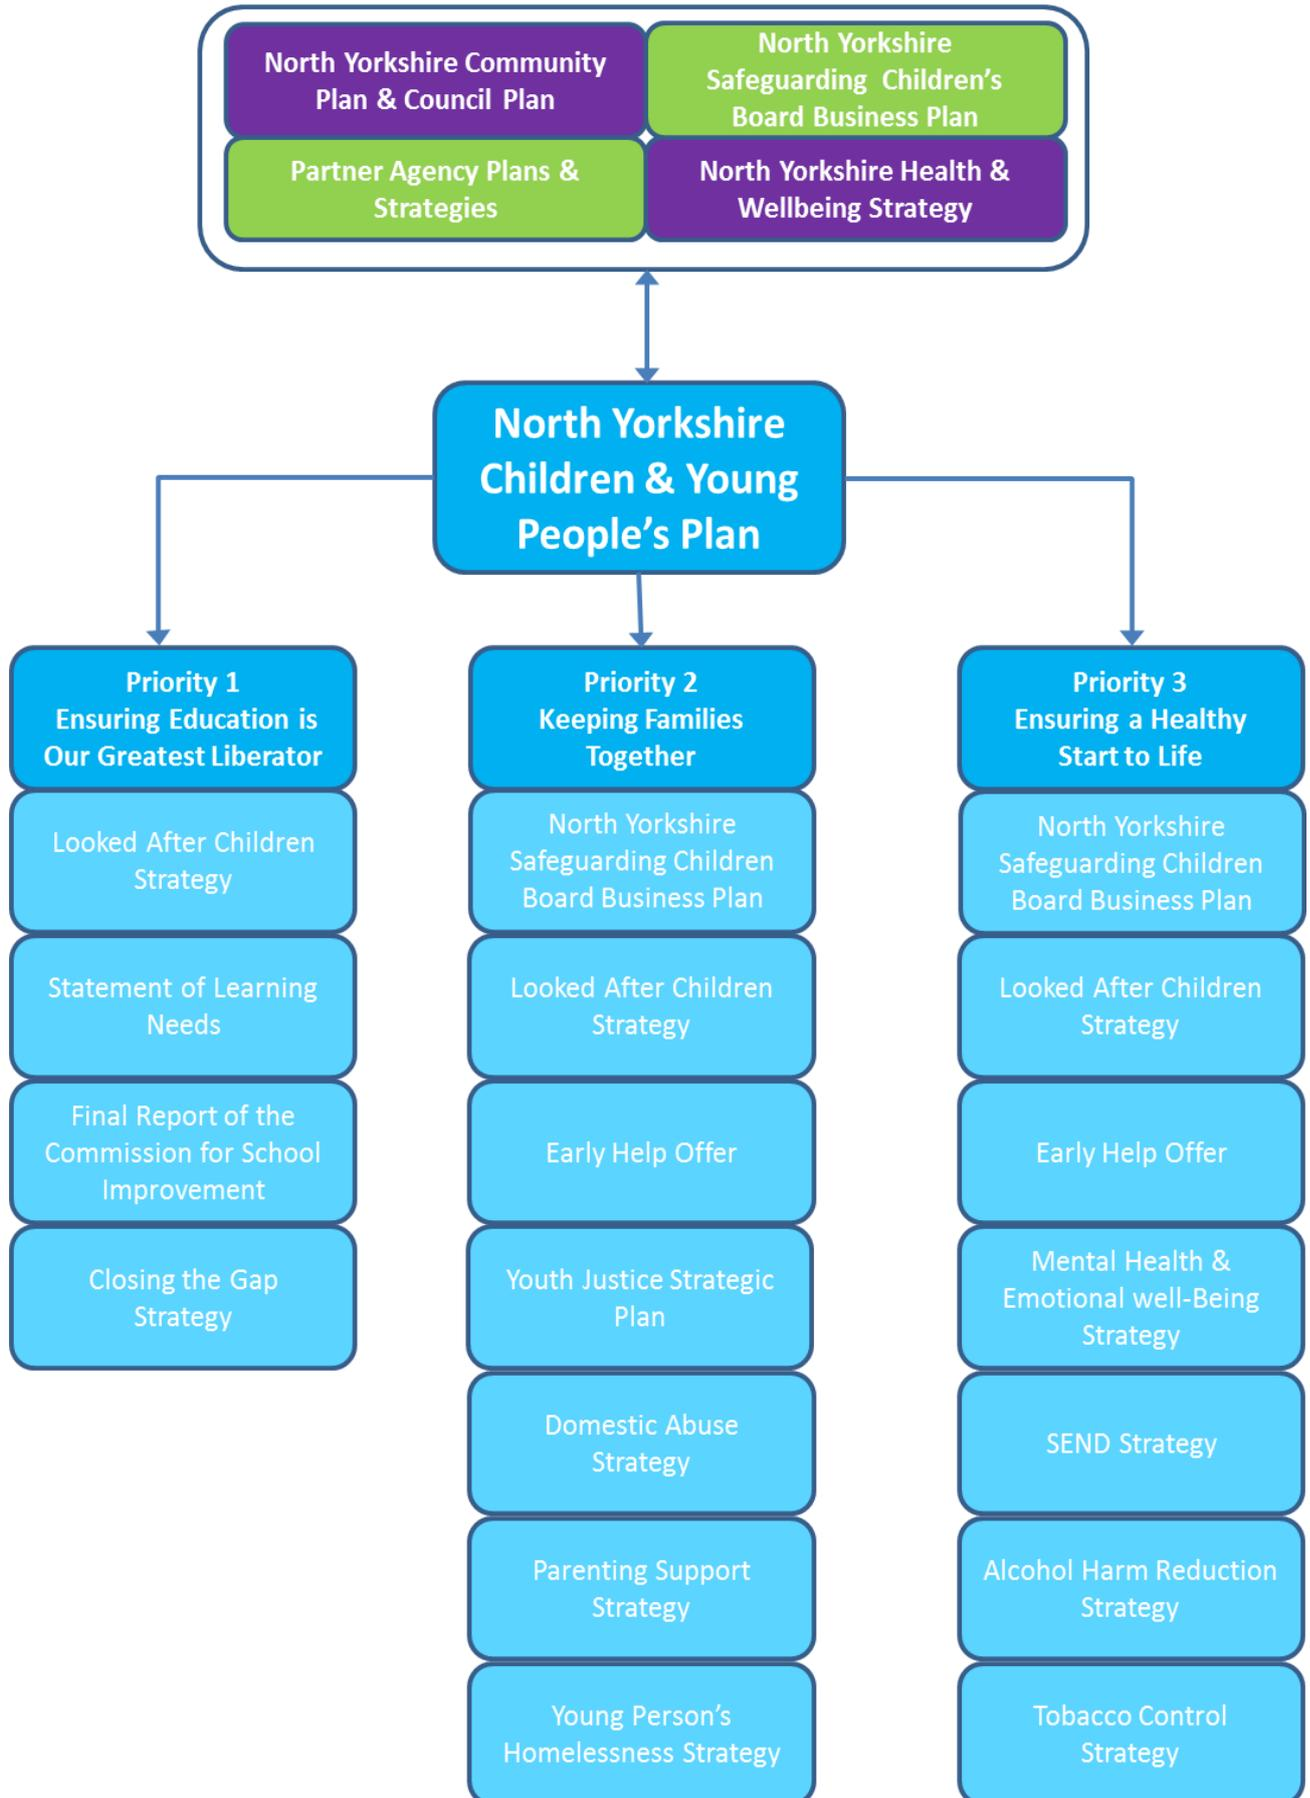 North Yorkshire Community
Plan & Council Plan
North Yorkshire
Safeguarding Children's
Board Business Plan
Partner Agency Plans &
Strategies
North Yorkshire Health &
Wellbeing Strategy
North Yorkshire
Children & Young
People's Plan
Priority 1
Ensuring Education is
Our Greatest Liberator
Looked After Children
Strategy
Statement of Learning
Needs
Final Report of the
Commission for School
Improvement
Closing the Gap
Strategy
Priority 2
Keeping Families
Together
North Yorkshire
Safeguarding Children
Board Business Plan
Looked After Children
Strategy
Early Help Offer
Youth Justice Strategic
Plan
Domestic Abuse
Strategy
Parenting Support
Strategy
Young Person's
Homelessness Strategy
Priority 3
Ensuring a Healthy
Start to Life
North Yorkshire
Safeguarding Children
Board Business Plan
Looked After Children
Strategy
Early Help Offer
Mental Health &
Emotional well-Being
Strategy
SEND Strategy
Alcohol Harm Reduction
Strategy
Tobacco Control
Strategy